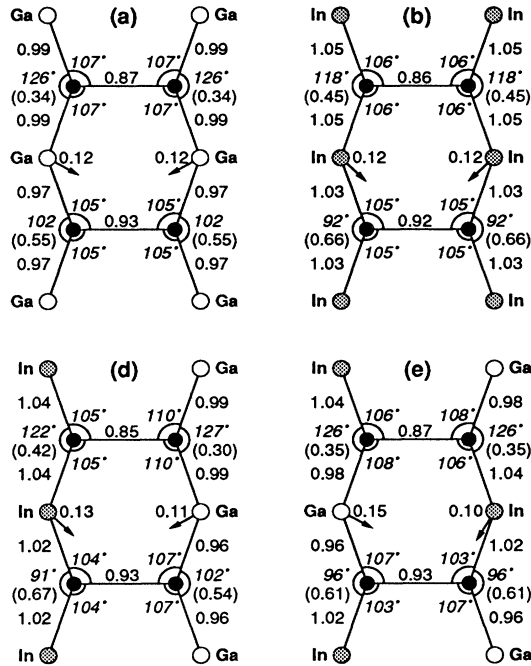 Ga (a) Ga In (b) In
0.99 107° 107° 0.99 1.05 106° 106° 1.05
126° 0.87 126° 118° 0.86 118°
(0.34) 107° 107° (0.34) (0.45) 106° 106° (0.45)
0.99 0.99 1.05 1.05
Ga 0.12 0.12 Ga In 0.12 0.12 In
0.97 0.97 1.03 1.03
105° 105° 105° 105°
102 0.93 102 92° 0.92 92°
(0.55) (0.55) (0.66) (0.66)
0.97 105° 105° 0.97 1.03 105° 105° 1.03
Ga Ga In In
In (d) Ga In (e) Ga
1.04 105° 110° 0.99 1.04 106° 108° 0.98
122° 0.85 127° 126° 0.87 126°
(0.42) 105° 110° (0.30) (0.35) 108° 106° (0.35)
1.04 0.99 0.98 1.04
In 0.13 0.11 Ga Ga 0.15 0.10 In
1.02 104° 107° 0.96 0.96 107° 103° 1.02
91° 0.93 102° 96° 0.93 96°
(0.67) 104° 107° (0.54) (0.61) 103° 107° (0.61)
1.02 0.96 1.02 0.96
In Ga In Ga